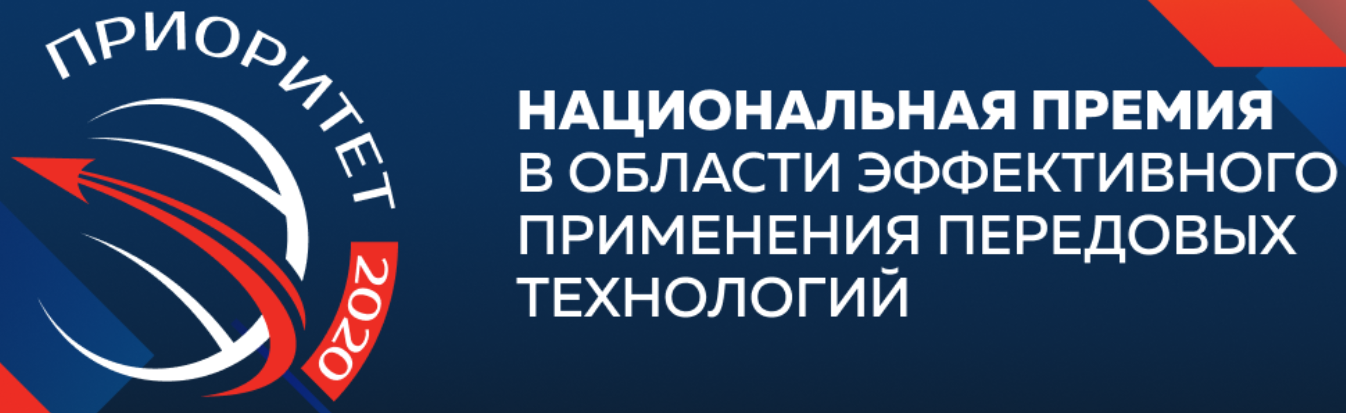 ПРИОРИТЕТ
2020
НАЦИОНАЛЬНАЯ ПРЕМИЯ
В ОБЛАСТИ ЭФФЕКТИВНОГО
ПРИМЕНЕНИЯ ПЕРЕДОВЫХ
ТЕХНОЛОГИЙ